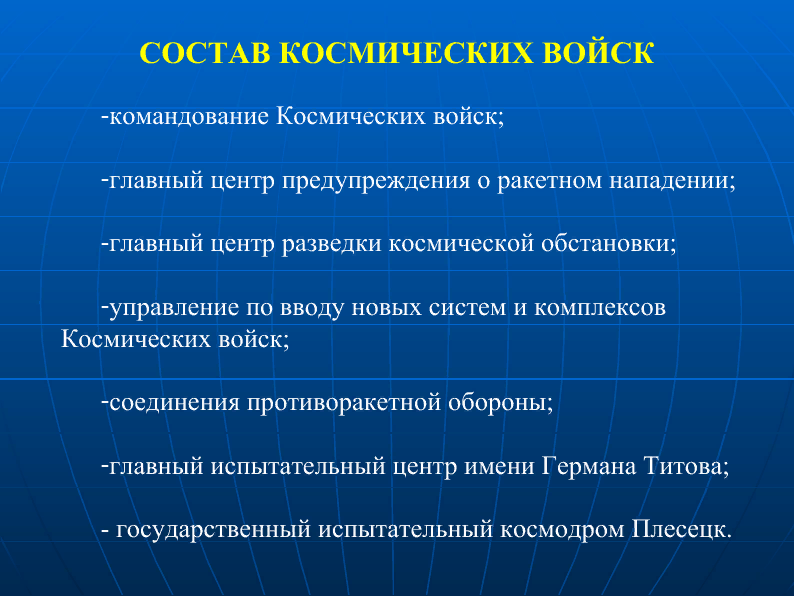 СОСТАВ КОСМИЧЕСКИХ ВОЙСК
-командование Космических войск;
-главный центр предупреждения о ракетном нападении;
-главный центр разведки космической обстановки;
-управление по вводу новых систем и комплексов
Космических войск;
-соединения противоракетной обороны;
-главный испытательный центр имени Германа Титова;
- государственный испытательный космодром Плесецк.